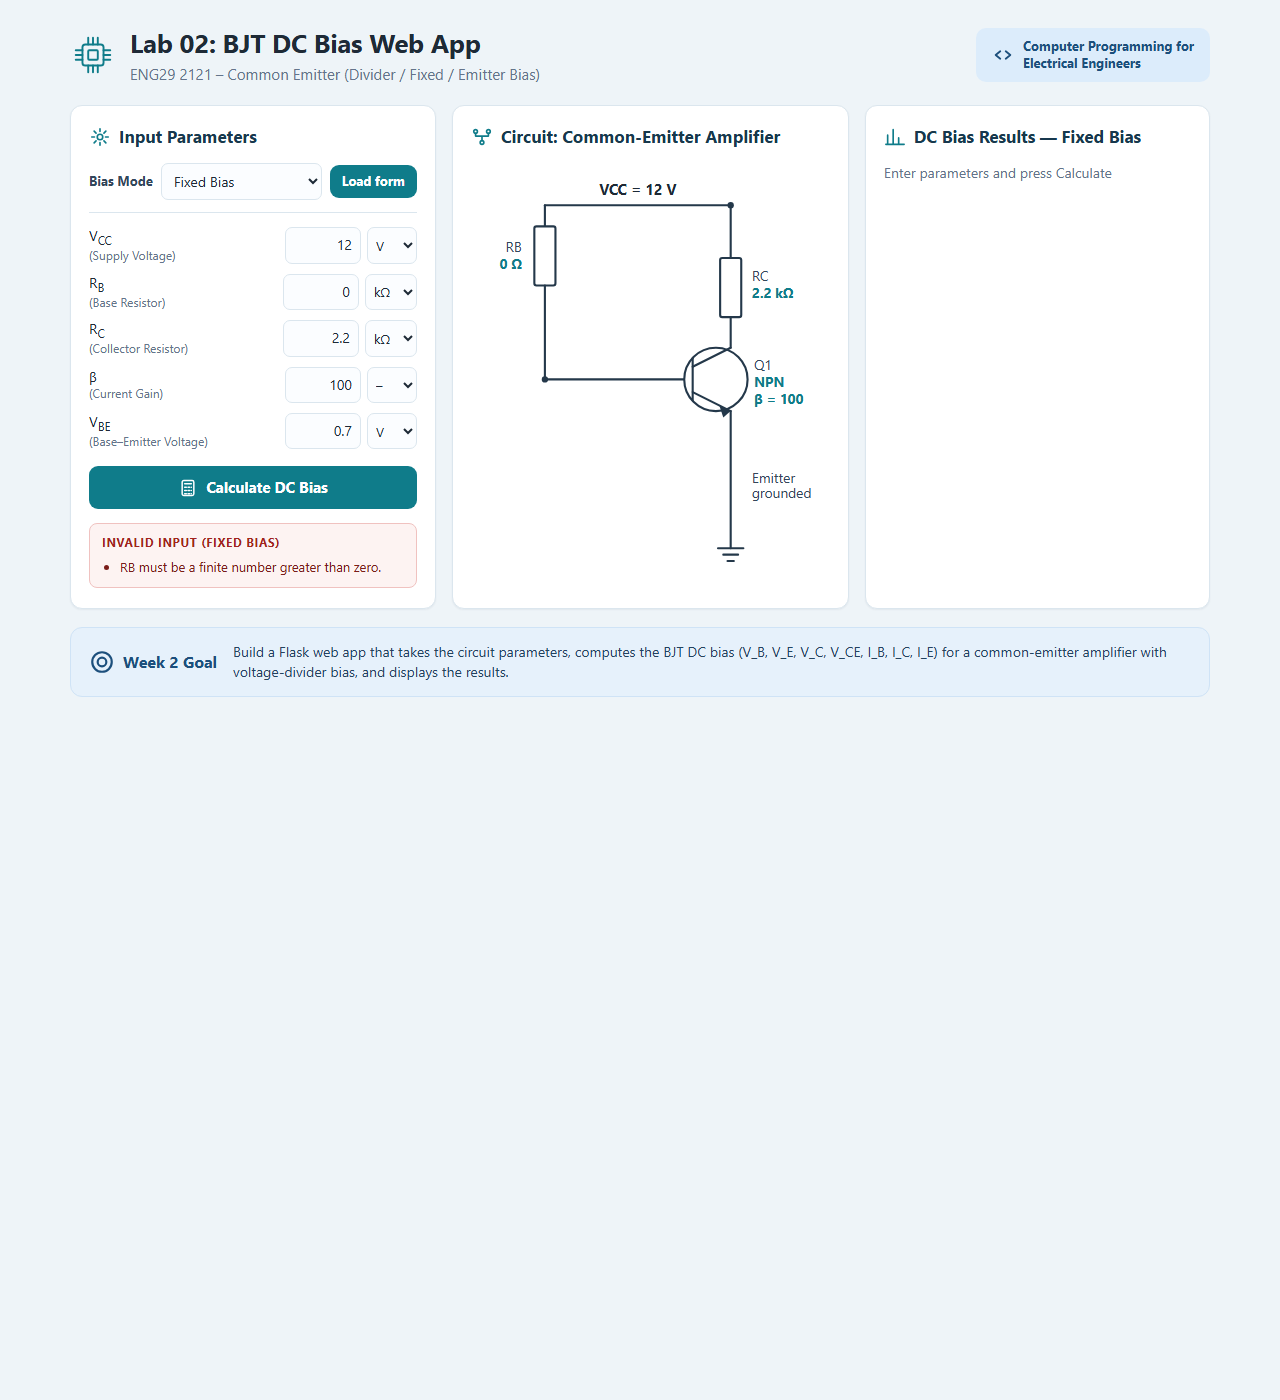 Lab 02: BJT DC Bias Web App
ENG29 2121 – Common Emitter (Divider / Fixed / Emitter Bias)
Computer Programming for
Electrical Engineers
Input Parameters
Bias Mode
Fixed Bias
Load form
VCC
(Supply Voltage)
12
V
RB
(Base Resistor)
0
kΩ
RC
(Collector Resistor)
2.2
kΩ
β
(Current Gain)
100
–
VBE
(Base–Emitter Voltage)
0.7
V
Calculate DC Bias
INVALID INPUT (FIXED BIAS)
RB must be a finite number greater than zero.
Circuit: Common-Emitter Amplifier
VCC = 12 V
RB
0 Ω
RC
2.2 kΩ
Q1
NPN
β = 100
Emitter
grounded
DC Bias Results — Fixed Bias
Enter parameters and press Calculate
Week 2 Goal
Build a Flask web app that takes the circuit parameters, computes the BJT DC bias (V_B, V_E, V_C, V_CE, I_B, I_C, I_E) for a common-emitter amplifier with
voltage-divider bias, and displays the results.